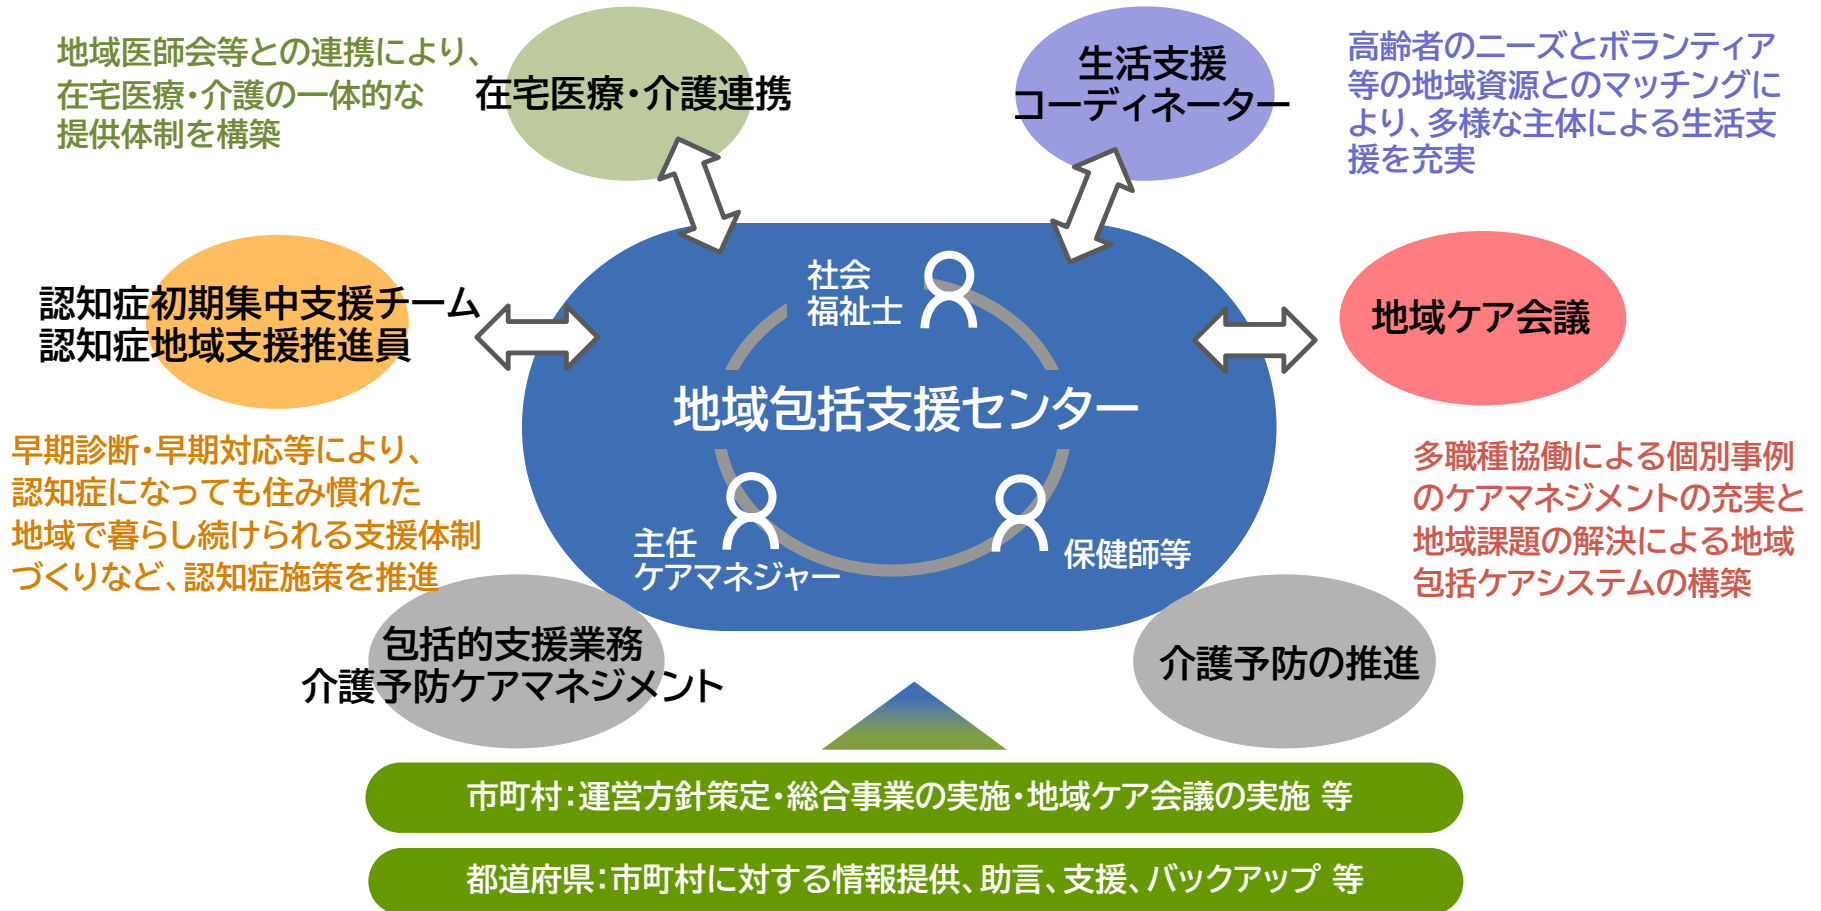 地域医師会等との連携により、
在宅医療・介護の一体的な
提供体制を構築
在宅医療・介護連携
生活支援
コーディネーター
高齢者のニーズとボランティア
等の地域資源とのマッチングに
より、多様な主体による生活支
援を充実
認知症初期集中支援チーム
認知症地域支援推進員
早期診断・早期対応等により、
認知症になっても住み慣れた
地域で暮らし続けられる支援体制
づくりなど、認知症施策を推進
社会
福祉士
地域包括支援センター
主任
ケアマネジャー
保健師等
地域ケア会議
多職種協働による個別事例
のケアマネジメントの充実と
地域課題の解決による地域
包括ケアシステムの構築
包括的支援業務
介護予防ケアマネジメント
介護予防の推進
市町村：運営方針策定・総合事業の実施・地域ケア会議の実施 等
都道府県：市町村に対する情報提供、助言、支援、バックアップ 等